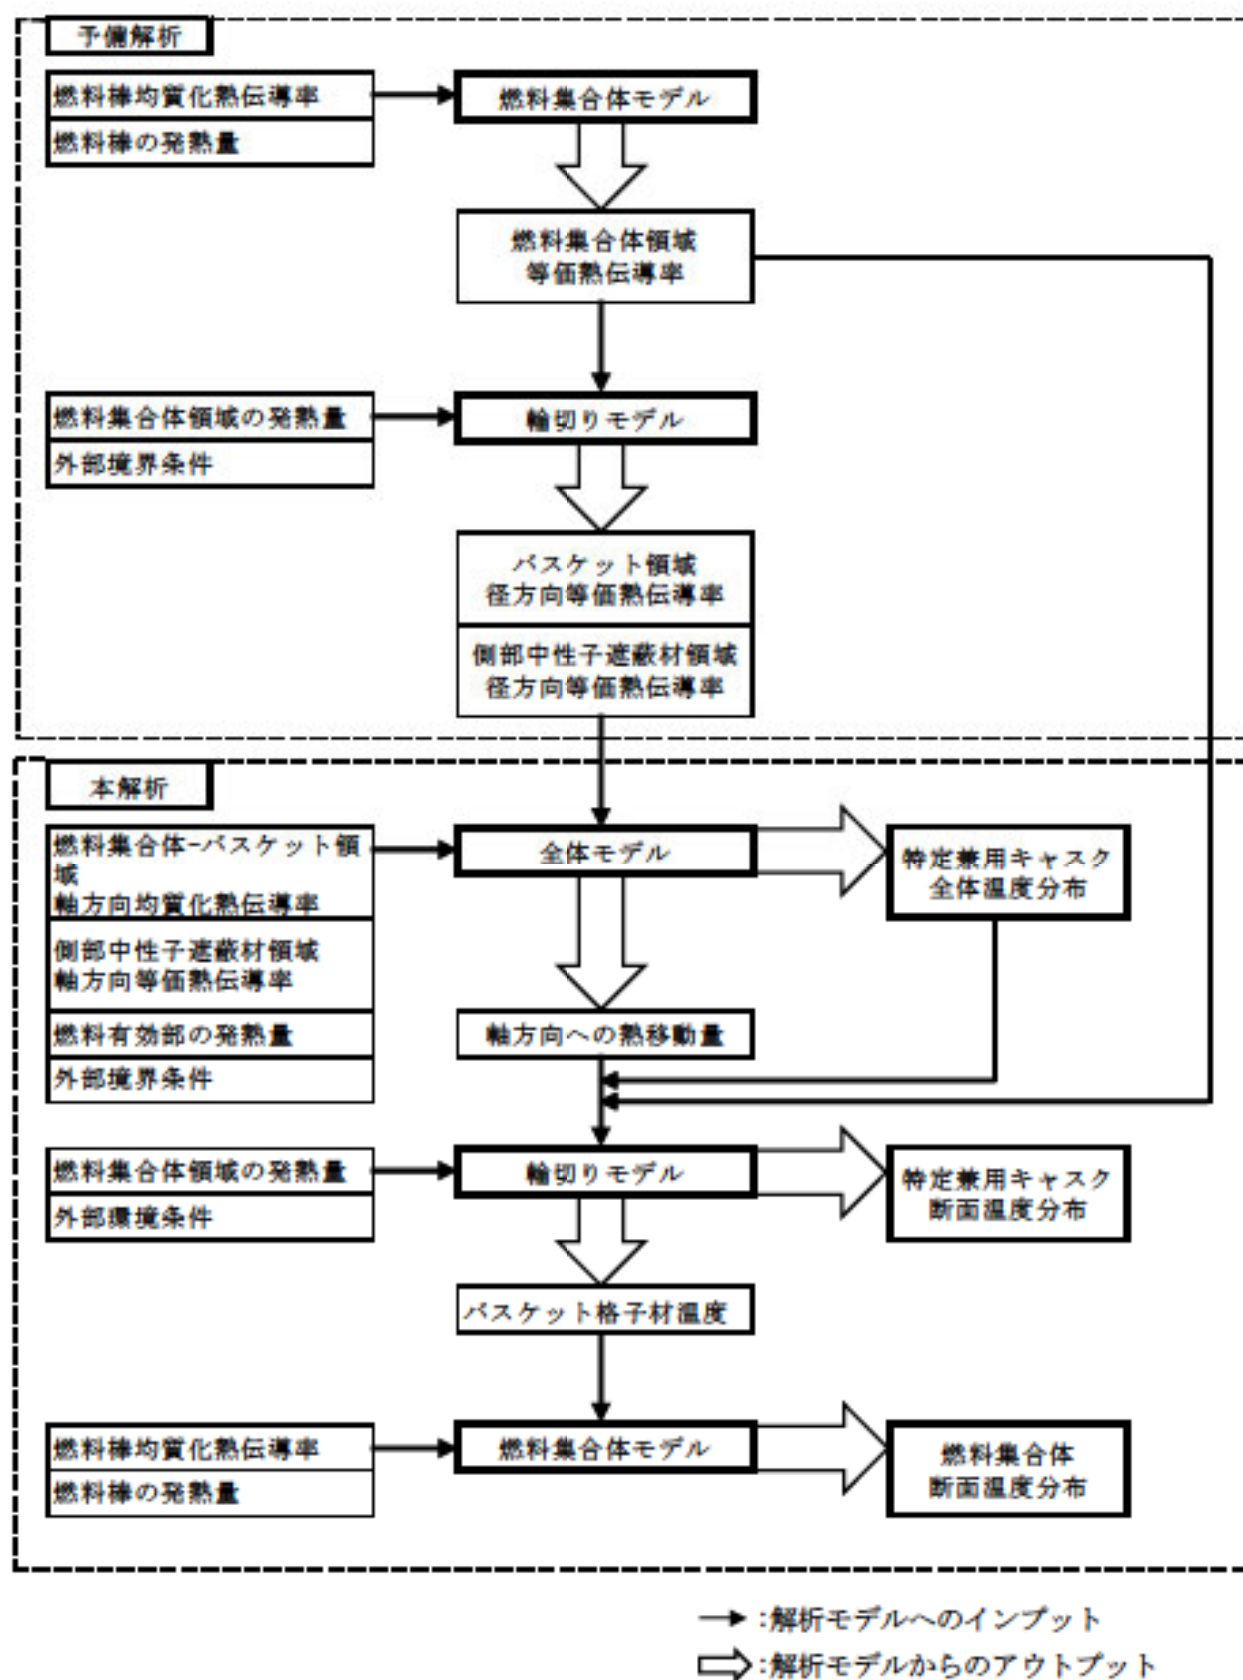 予備解析
燃料棒均質化熱伝導率
燃料棒の発熱量
燃料集合体モデル
燃料集合体領域
等価熱伝導率
燃料集合体領域の発熱量
外部境界条件
輪切りモデル
バスケット領域
径方向等価熱伝導率
側部中性子遮蔽材領域
径方向等価熱伝導率
本解析
燃料集合体-バスケット領
域
軸方向均質化熱伝導率
側部中性子遮蔽材領域
軸方向等価熱伝導率
燃料有効部の発熱量
外部境界条件
全体モデル
特定兼用キャスク
全体温度分布
軸方向への熱移動量
燃料集合体領域の発熱量
外部環境条件
輪切りモデル
特定兼用キャスク
断面温度分布
バスケット格子材温度
燃料棒均質化熱伝導率
燃料棒の発熱量
燃料集合体モデル
燃料集合体
断面温度分布
:解析モデルへのインプット
:解析モデルからのアウトプット